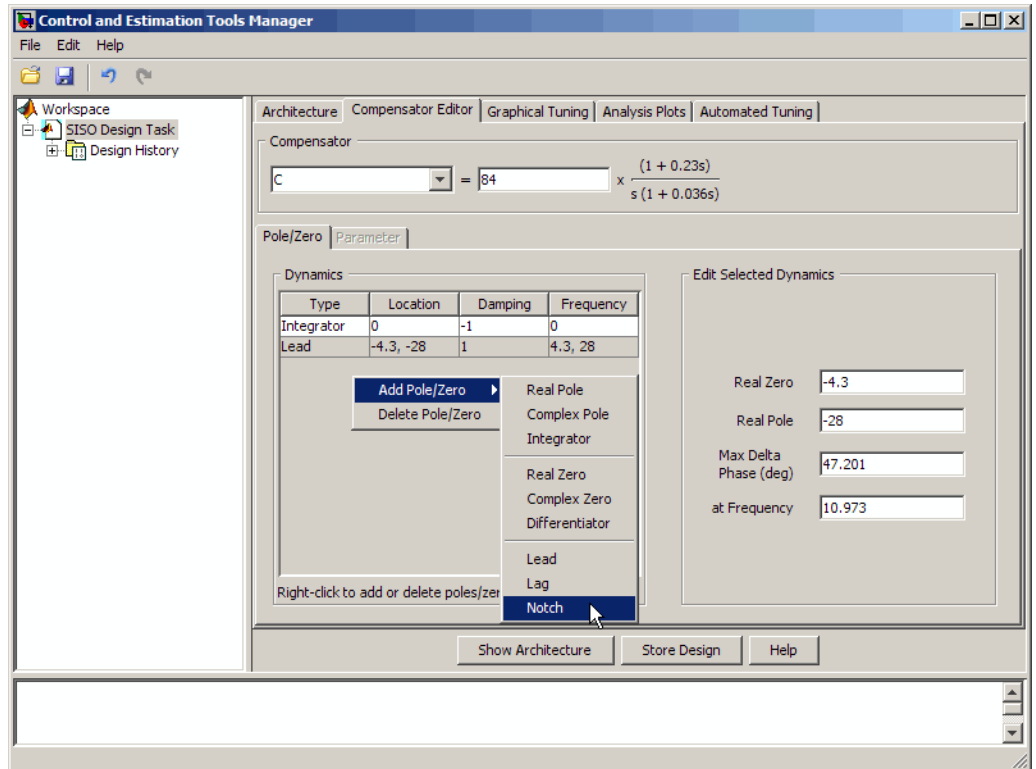 Control and Estimation Tools Manager
File Edit Help
Workspace
SISO Design Task
Design History
Architecture Compensator Editor Graphical Tuning Analysis Plots Automated Tuning
Compensator
C = 84 x (1 + 0.23s)
s (1 + 0.036s)
Pole/Zero Parameter
Dynamics
Type Location Damping Frequency
Integrator 0 -1 0
Lead -4.3, -28 1 4.3, 28
Add Pole/Zero
Delete Pole/Zero
Real Pole
Complex Pole
Integrator
Real Zero
Complex Zero
Differentiator
Lead
Lag
Notch
Right-click to add or delete poles/zer
Edit Selected Dynamics
Real Zero -4.3
Real Pole -28
Max Delta
Phase (deg) 47.201
at Frequency 10.973
Show Architecture Store Design Help